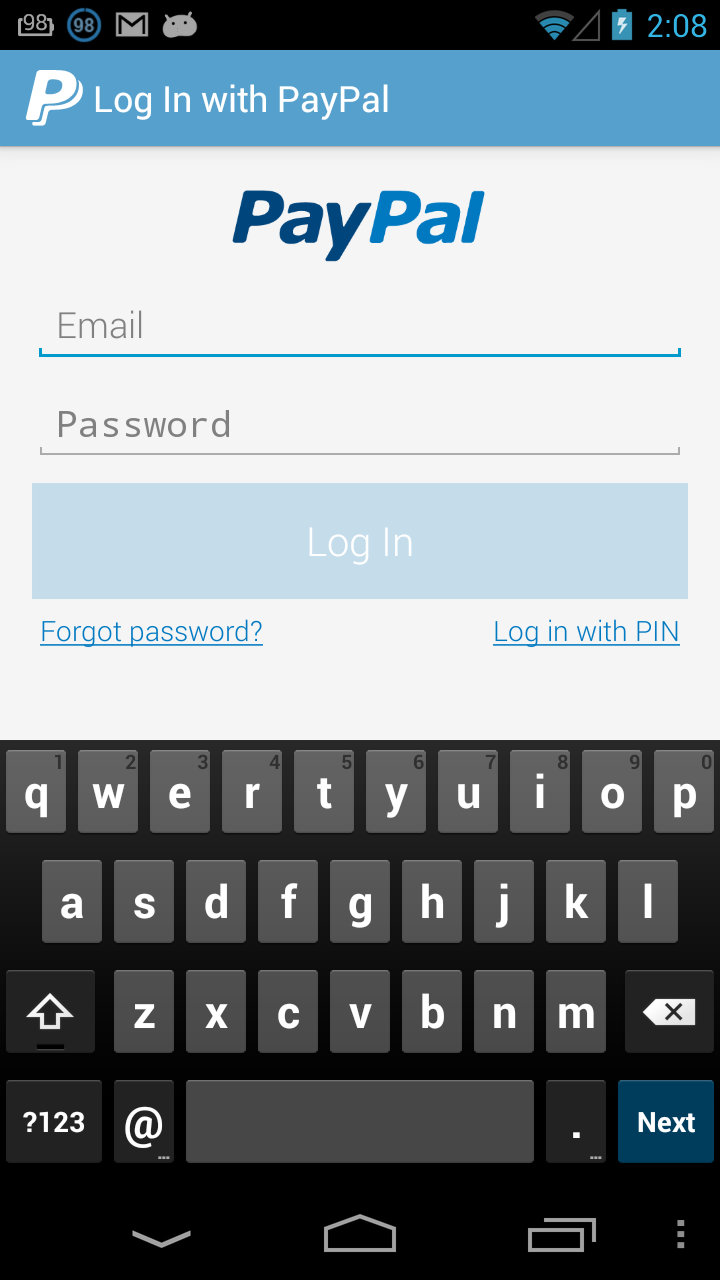 98 98 2:08
Log In with PayPal
PayPal
Email
Password
Log In
Forgot password? Log in with PIN
1 2 3 4 5 6 7 8 9 0
q w e r t y u i o p
a s d f g h j k l
z x c v b n m
?123 @ ... . ... Next